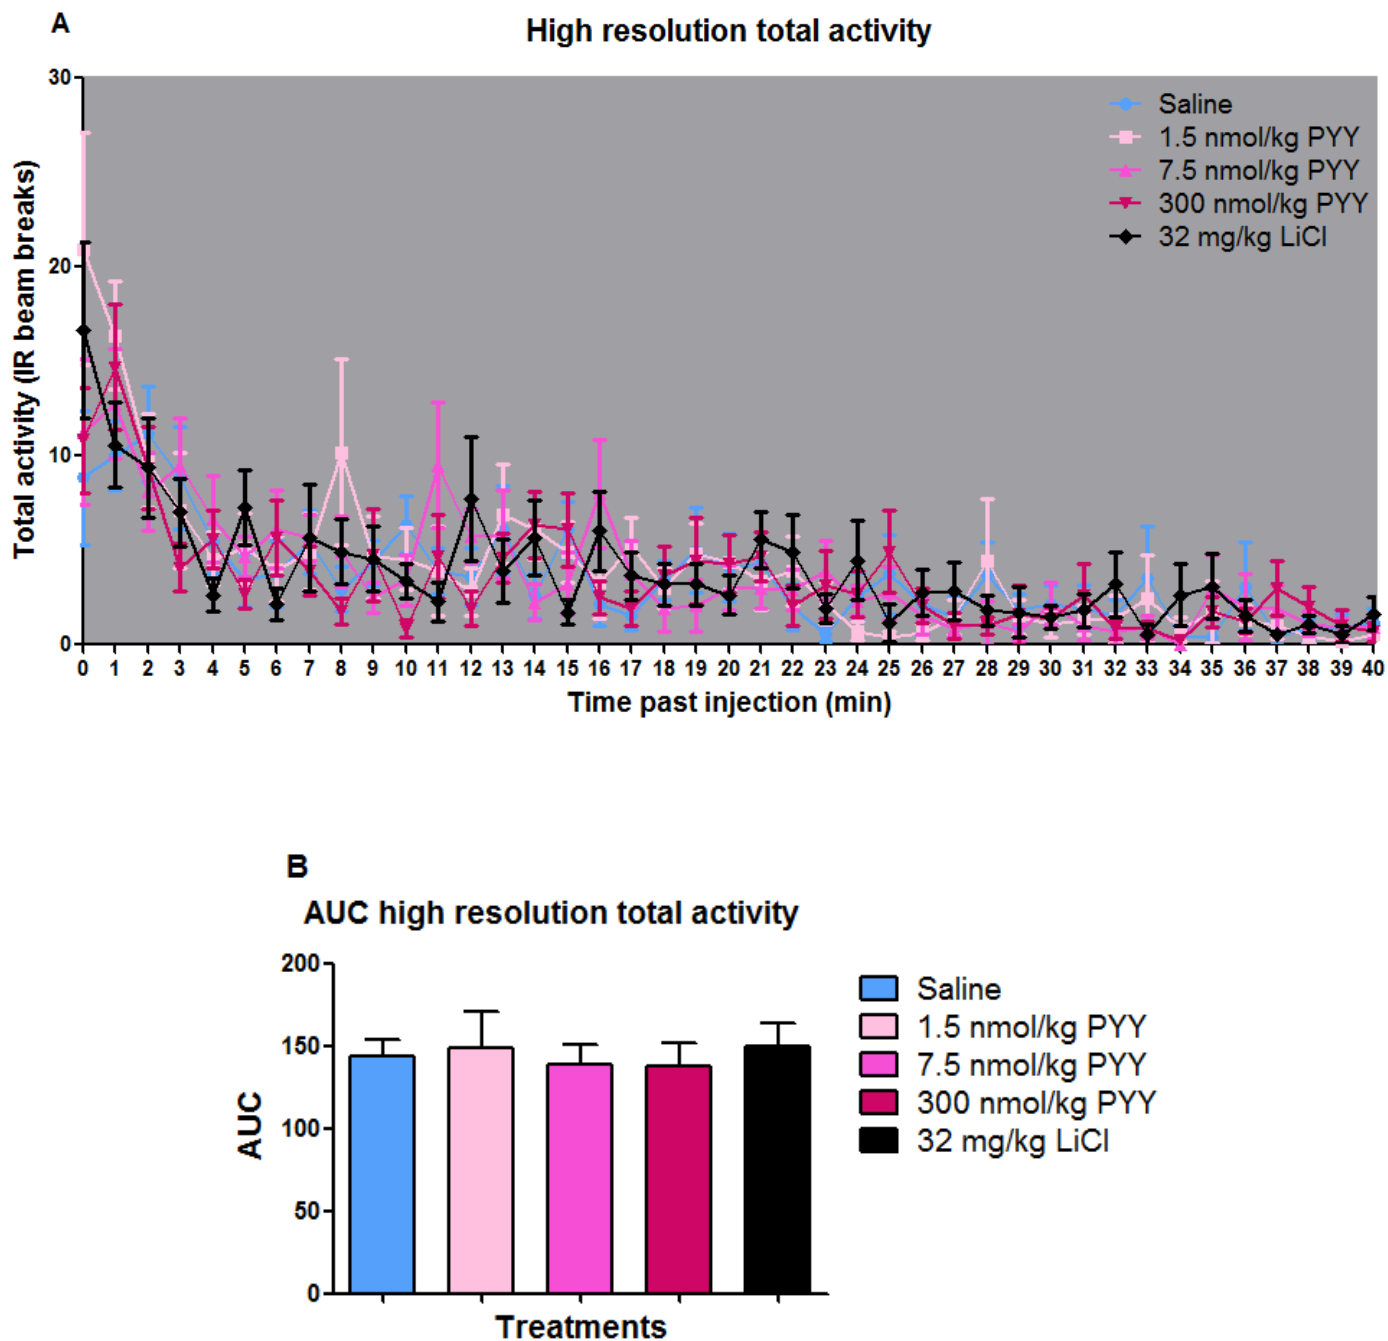 A
High resolution total activity
30
20
10
0
Total activity (IR beam breaks)
Saline
1.5 nmol/kg PYY
7.5 nmol/kg PYY
300 nmol/kg PYY
32 mg/kg LiCl
0 1 2 3 4 5 6 7 8 9 10 11 12 13 14 15 16 17 18 19 20 21 22 23 24 25 26 27 28 29 30 31 32 33 34 35 36 37 38 39 40
Time past injection (min)
B
AUC high resolution total activity
200
150
100
50
0
AUC
Treatments
Saline
1.5 nmol/kg PYY
7.5 nmol/kg PYY
300 nmol/kg PYY
32 mg/kg LiCl